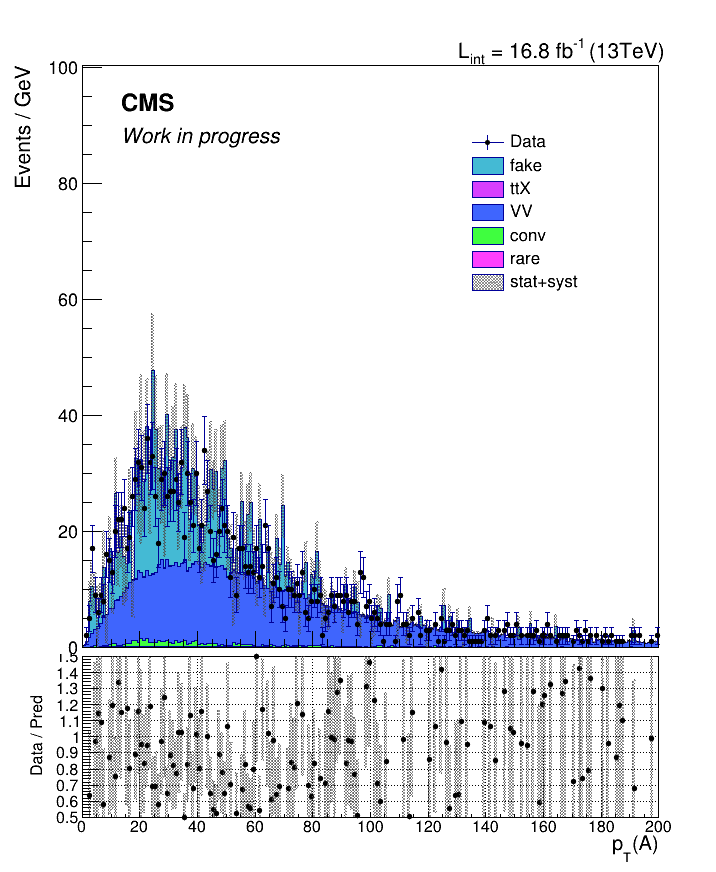 L_int = 16.8 fb^-1 (13TeV)
Events / GeV
100
CMS
Work in progress
Data
fake
80
ttX
VV
conv
rare
stat+syst
60
40
20
0
Data / Pred
1.5
1.4
1.3
1.2
1.1
1
0.9
0.8
0.7
0.6
0.5
0 20 40 60 80 100 120 140 160 180 200
p_T(A)